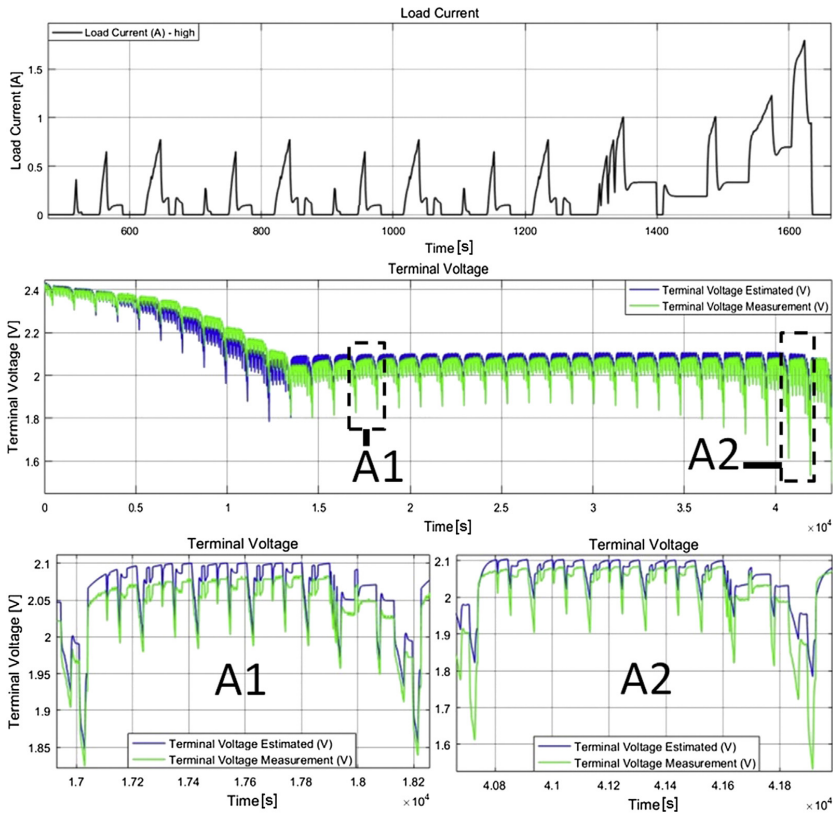 Load Current
Load Current (A) - high
Load Current [A]
1.5
1
0.5
0
600 800 1000 1200 1400 1600
Time [s]
Terminal Voltage
Terminal Voltage Estimated (V)
Terminal Voltage Measurement (V)
Terminal Voltage [V]
2.4
2.2
2
1.8
1.6
A1
A2
0 0.5 1 1.5 2 2.5 3 3.5 4
Time [s]
×10⁴
Terminal Voltage
Terminal Voltage [V]
2.1
2.05
2
1.95
1.9
1.85
A1
Terminal Voltage Estimated (V)
Terminal Voltage Measurement (V)
1.7 1.72 1.74 1.76 1.78 1.8 1.82
Time [s]
×10⁴
Terminal Voltage
2.1
2
1.9
1.8
1.7
1.6
A2
Terminal Voltage Estimated (V)
Terminal Voltage Measurement (V)
4.08 4.1 4.12 4.14 4.16 4.18
Time [s]
×10⁴